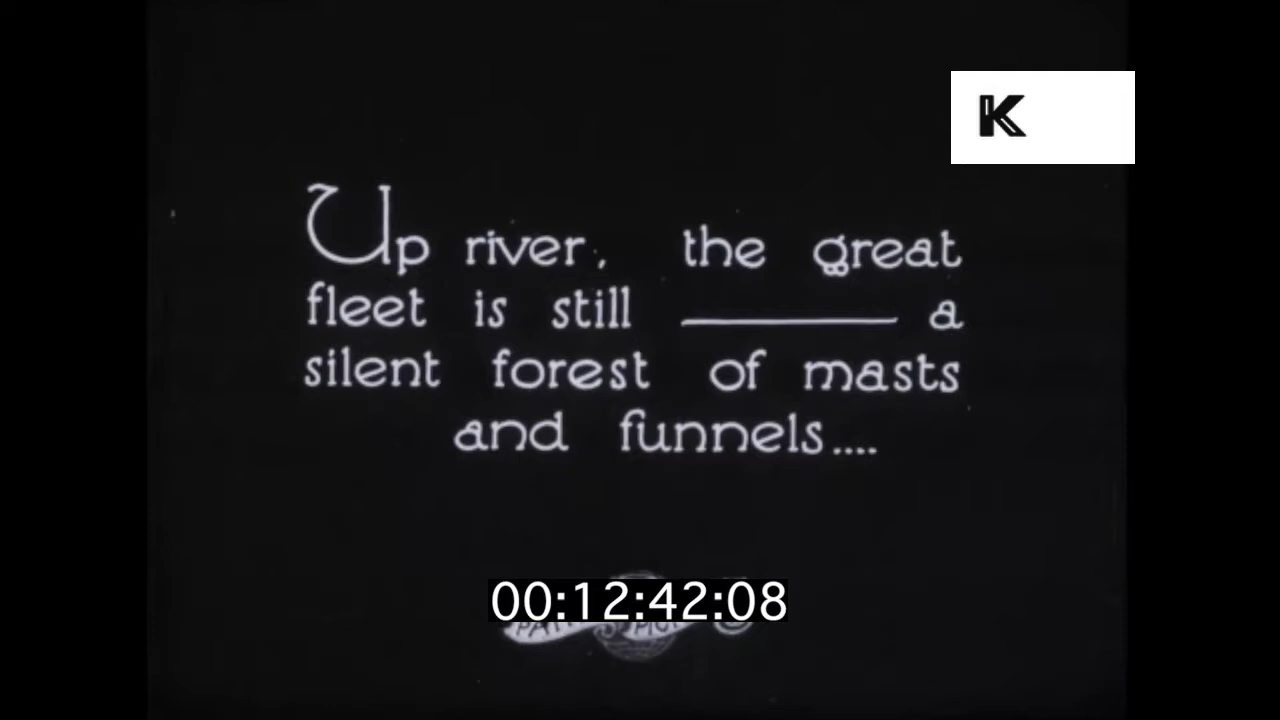 K
Up river, the great
fleet is still ——— a
silent forest of masts
and funnels....
00:12:42:08